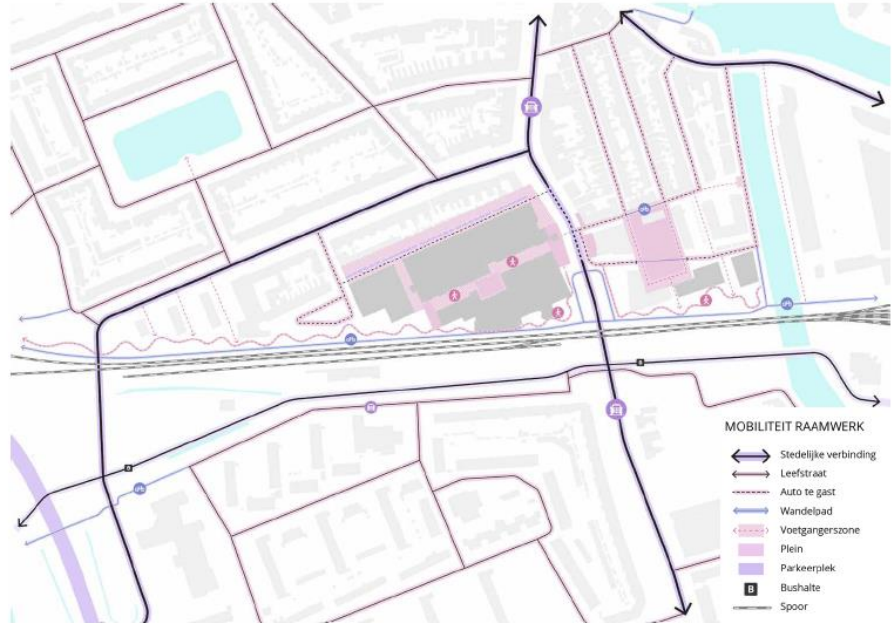 B
B
MOBILITEIT RAAMWERK
Stedelijke verbinding
Leefstraat
Auto te gast
Wandelpad
Voetgangerszone
Plein
Parkeerplek
B Bushalte
Spoor